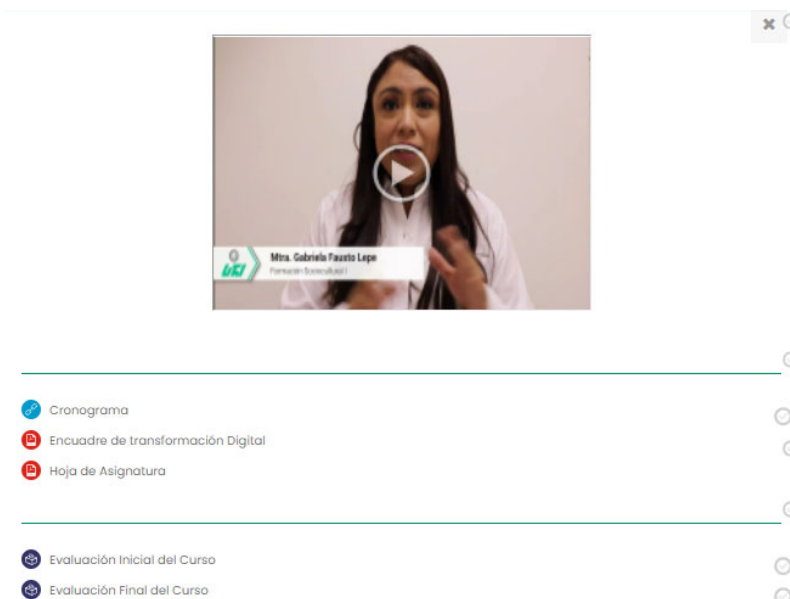 Mtra. Gabriela Fausto Lepe
Formación Sociocultural I
Cronograma
Encuadre de transformación Digital
Hoja de Asignatura
Evaluación Inicial del Curso
Evaluación Final del Curso